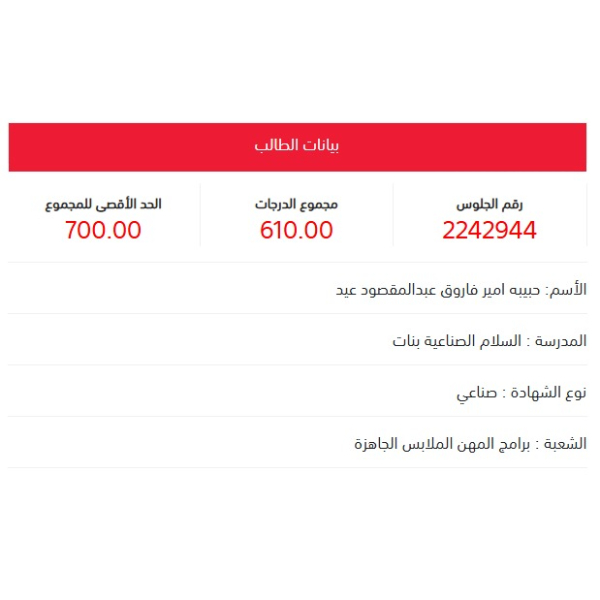 بيانات الطالب
رقم الجلوس
2242944
مجموع الدرجات
610.00
الحد الأقصى للمجموع
700.00
الأسم: حبيبه امير فاروق عبدالمقصود عيد
المدرسة : السلام الصناعية بنات
نوع الشهادة : صناعي
الشعبة : برامج المهن الملابس الجاهزة